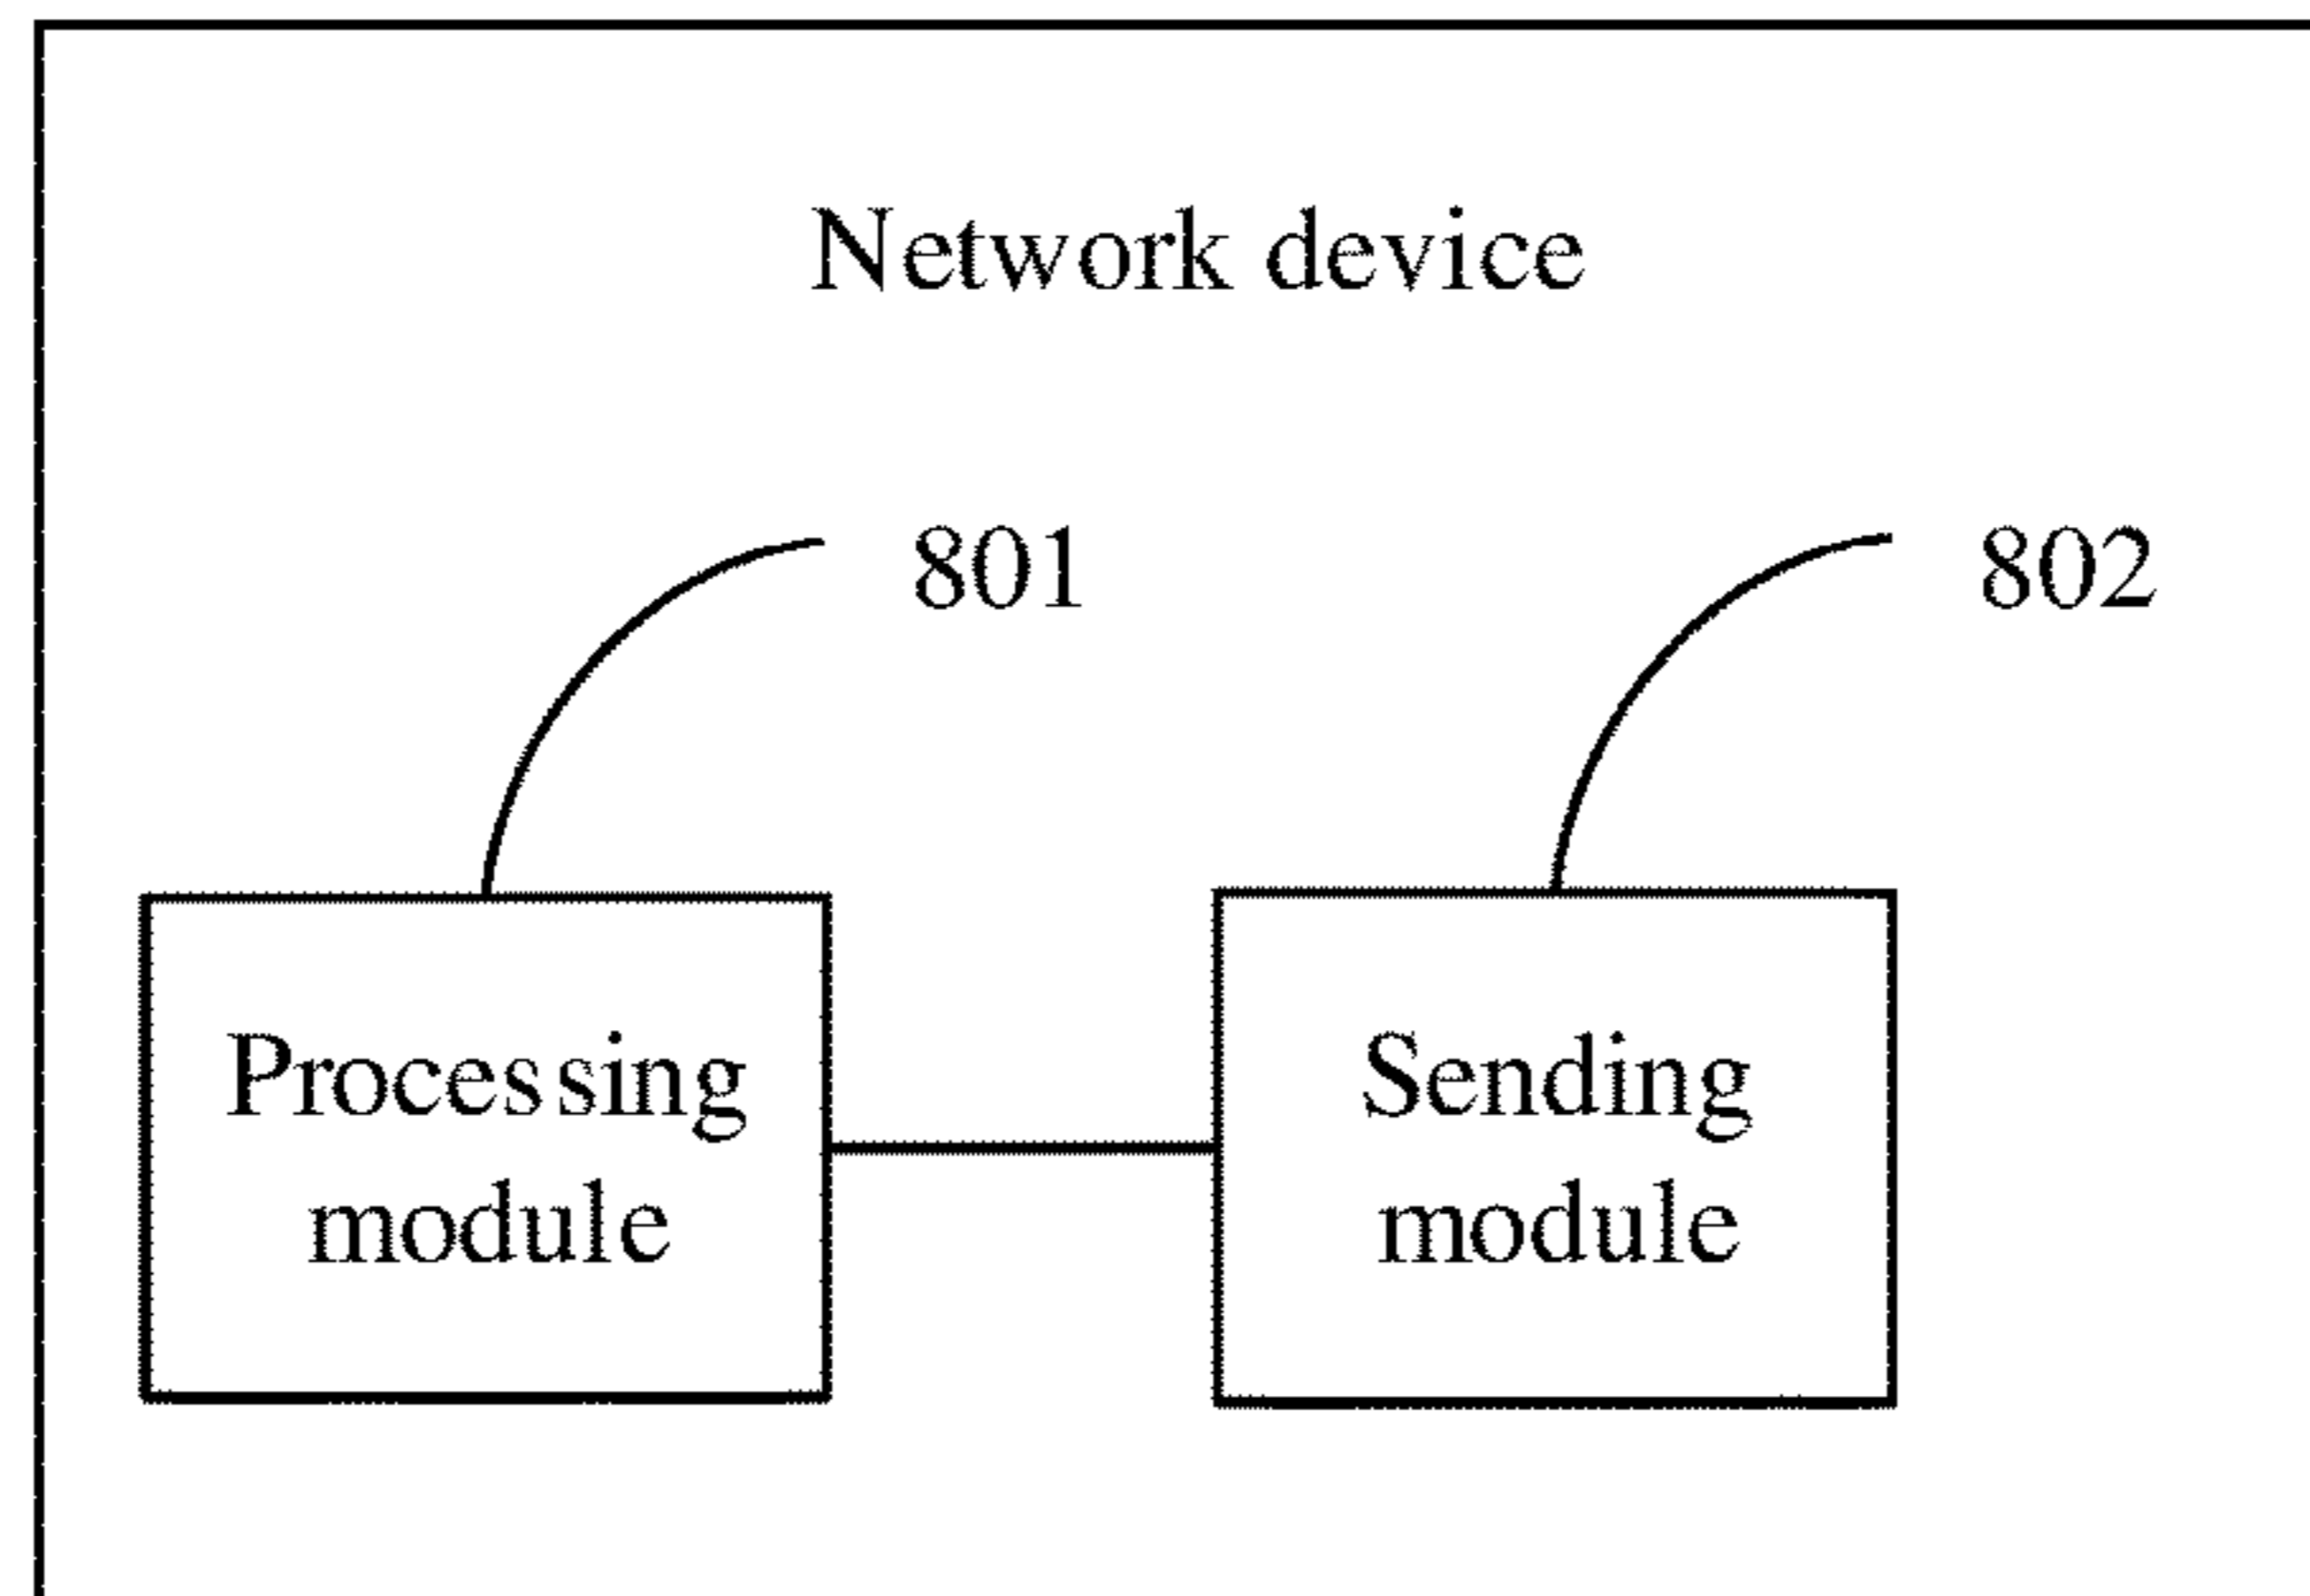 Network device
801
802
Processing
module
Sending
module